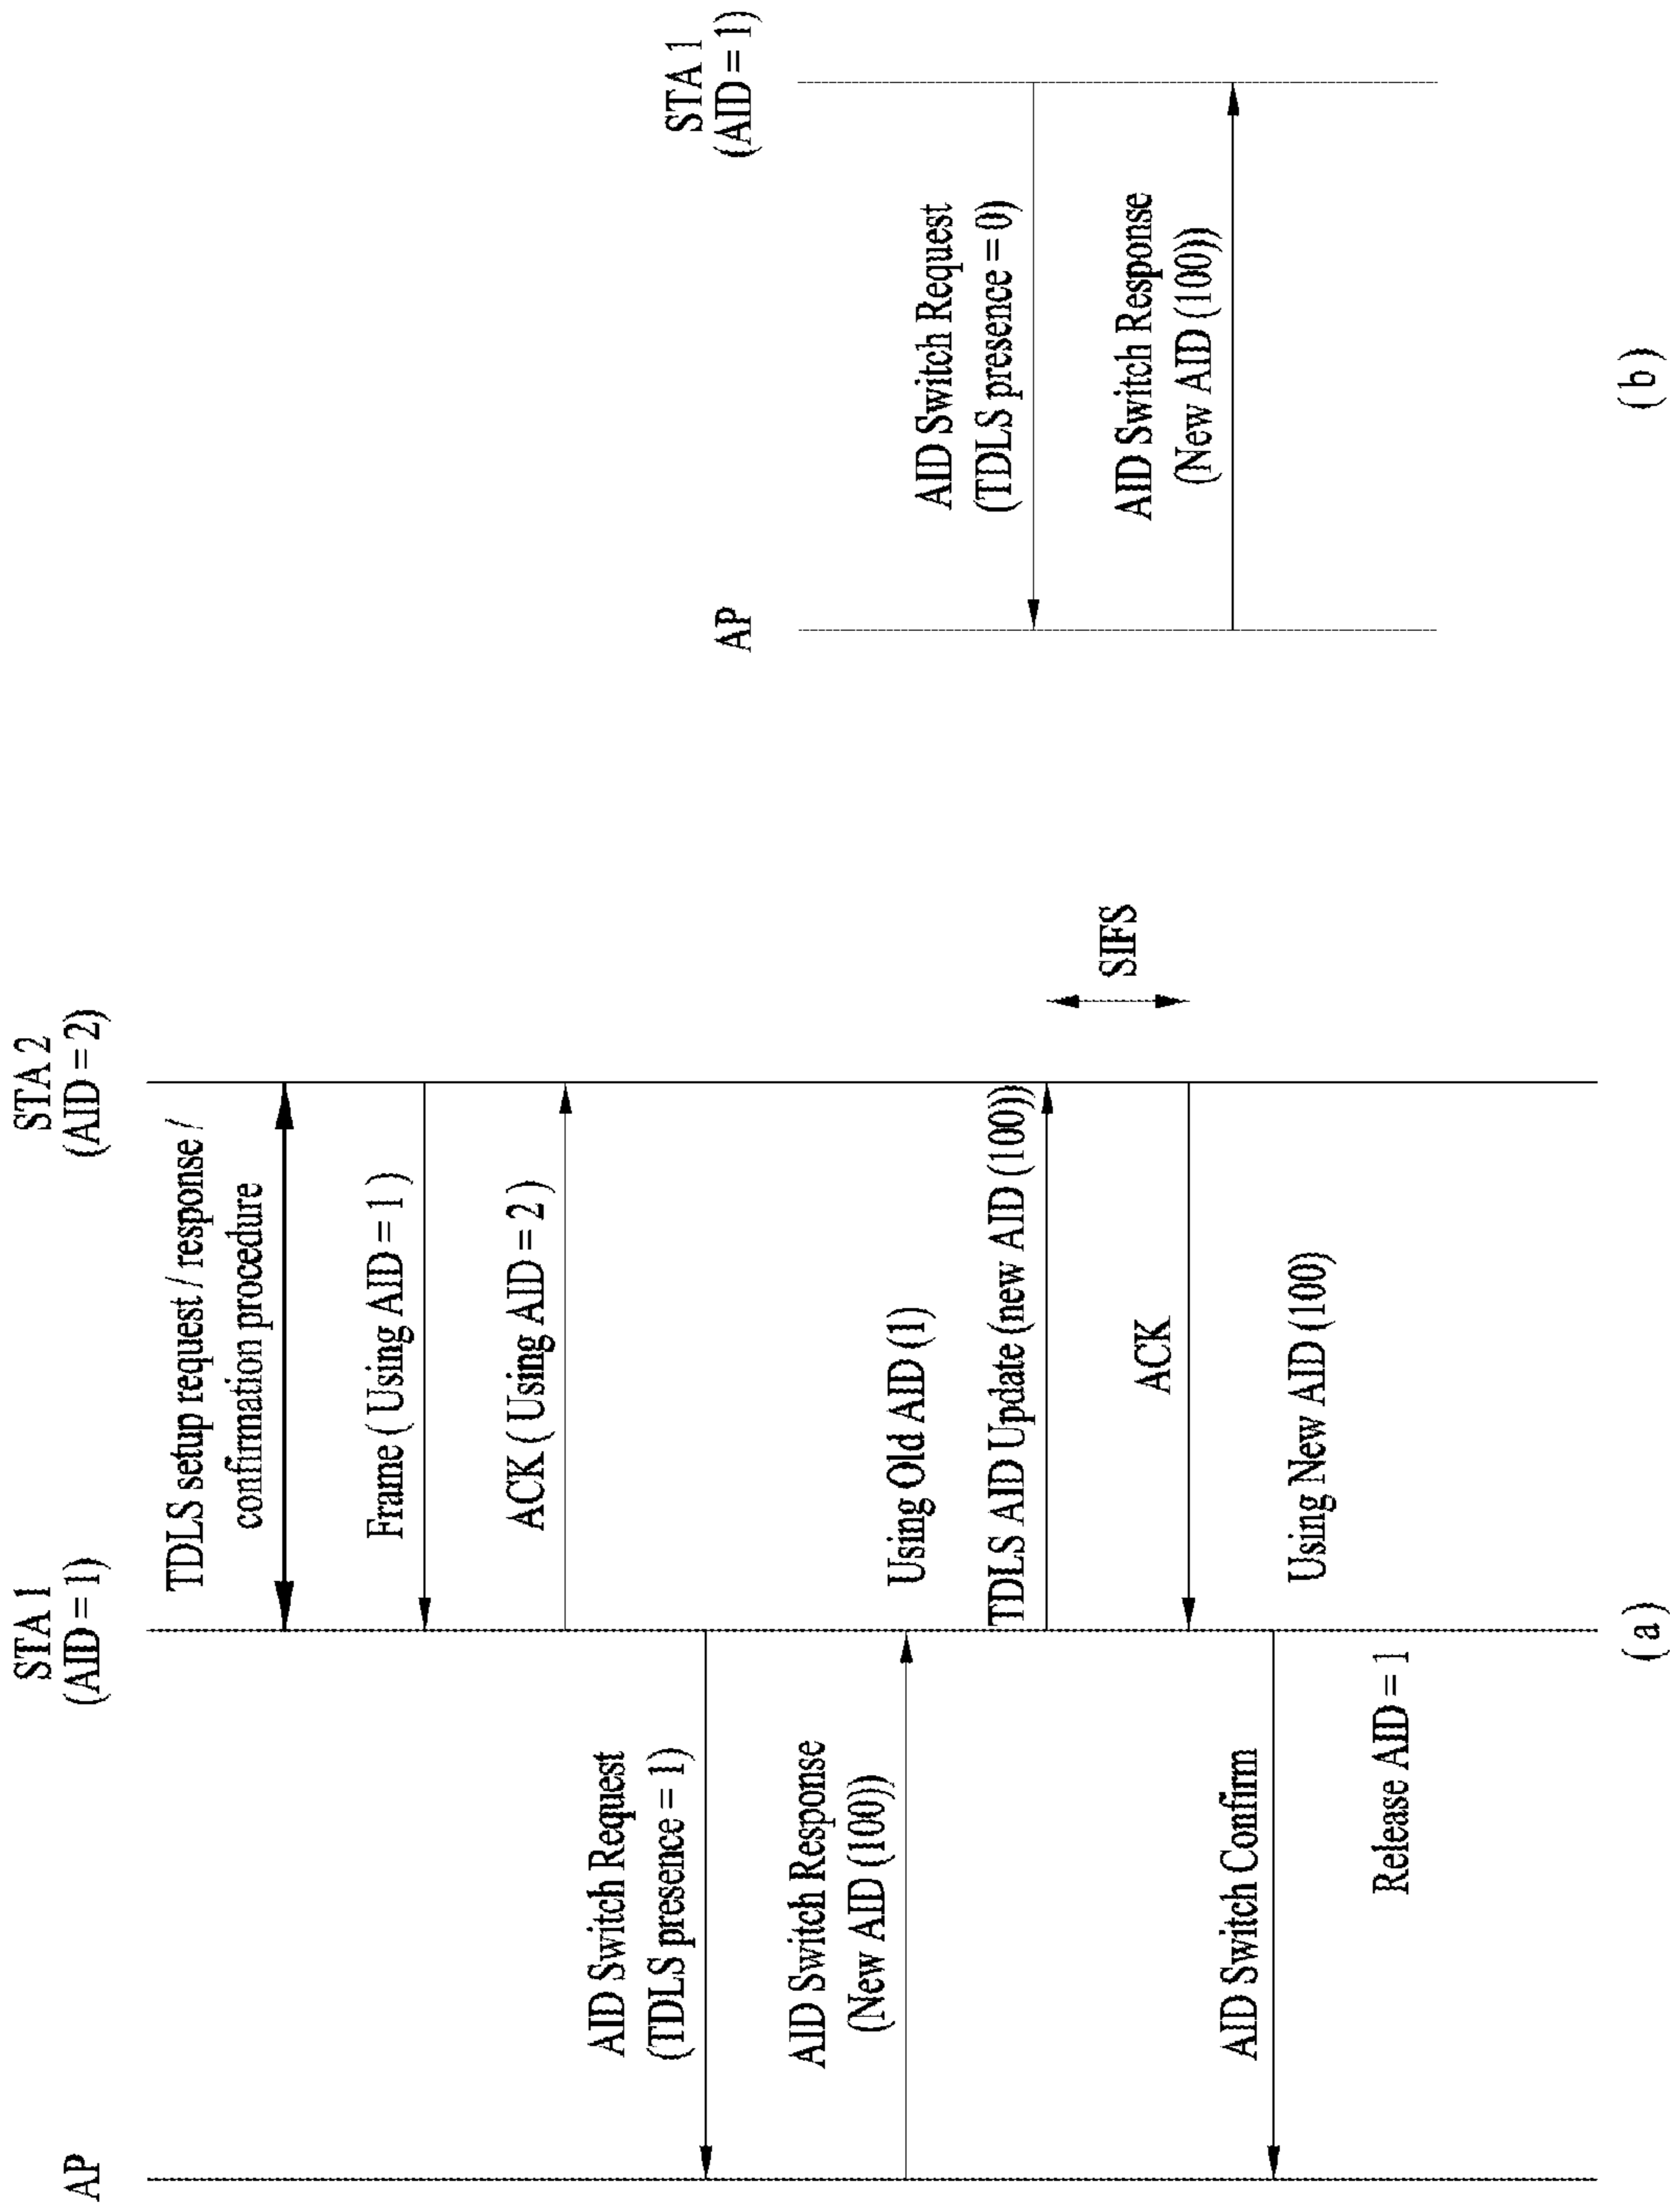 AP
STA 1
(AID = 1)
STA 2
(AID = 2)
TDLS setup request / response /
confirmation procedure
Frame ( Using AID = 1 )
ACK ( Using AID = 2 )
AID Switch Request
(TDLS presence = 1)
AID Switch Response
(New AID (100))
Using Old AID (1)
TDLS AID Update (new AID (100))
SIFS
ACK
AID Switch Confirm
Using New AID (100)
Release AID = 1
( a )
AP
STA 1
(AID = 1)
AID Switch Request
(TDLS presence = 0)
AID Switch Response
(New AID (100))
( b )